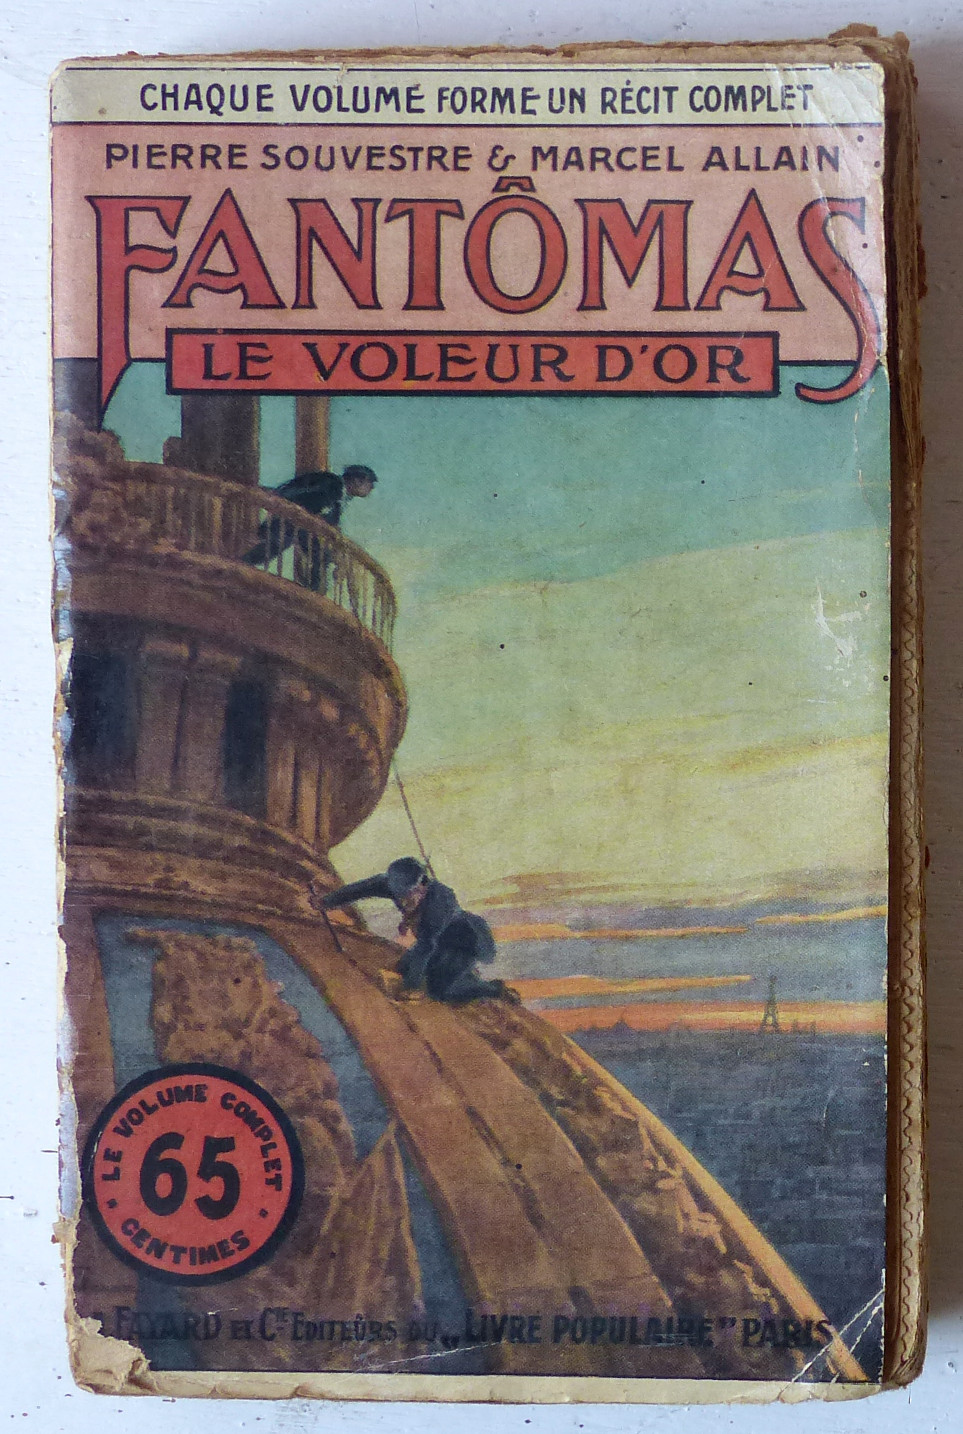 CHAQUE VOLUME FORME UN RÉCIT COMPLET
PIERRE SOUVESTRE & MARCEL ALLAIN
FANTÔMAS
LE VOLEUR D'OR
LE VOLUME COMPLET
65
CENTIMES
FAYARD ET Cie EDITEURS DU „LIVRE POPULAIRE" PARIS